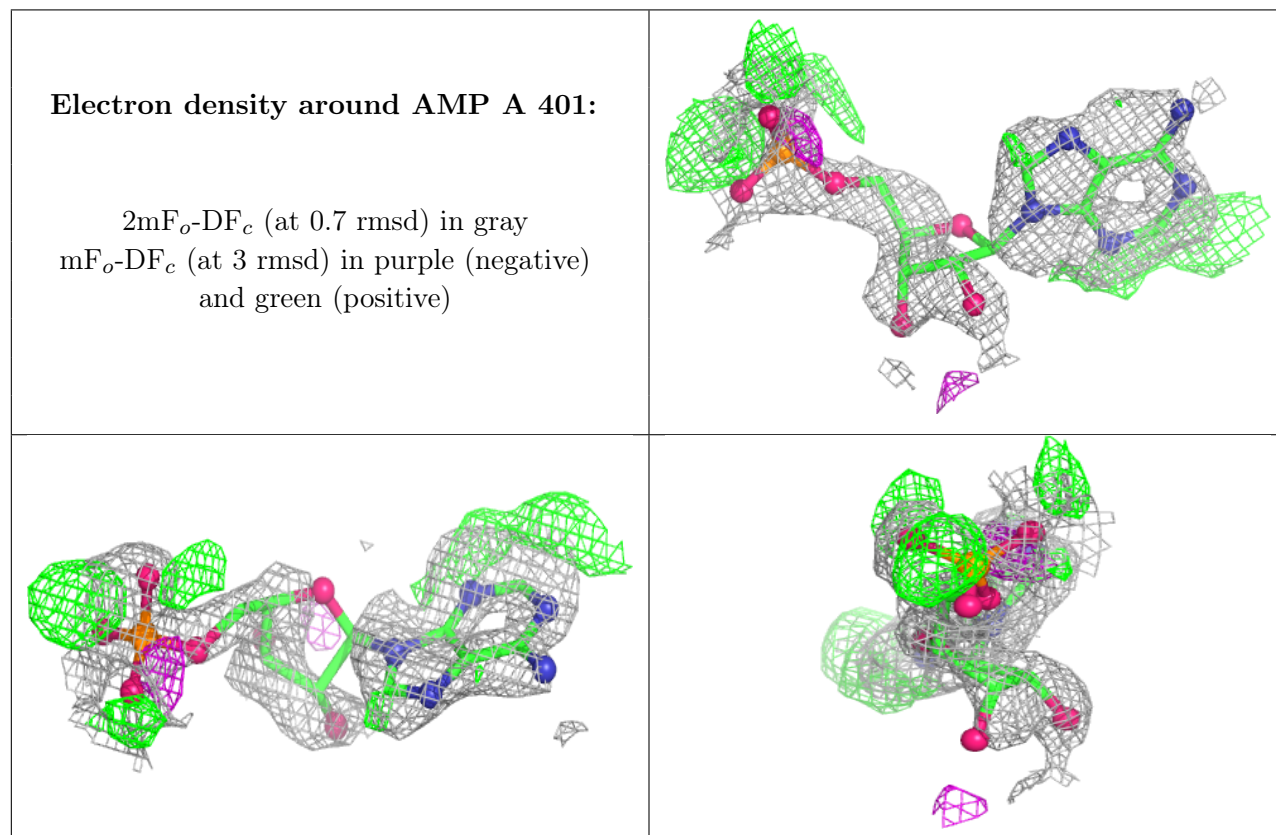 Electron density around AMP A 401:
2mFo-DFc (at 0.7 rmsd) in gray
mFo-DFc (at 3 rmsd) in purple (negative)
and green (positive)